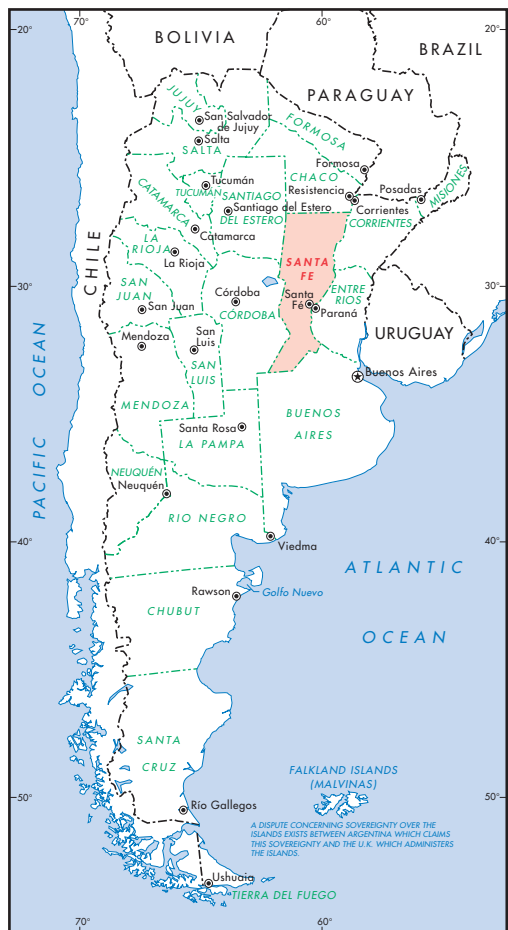 70°
60°
20°
20°
BOLIVIA
BRAZIL
PARAGUAY
JUJUY
San Salvador
de Jujuy
FORMOSA
Salta
SALTA
Formosa
CHACO
Tucumán
TUCUMÁN
Resistencia
Posadas
MISIONES
SANTIAGO
DEL ESTERO
Santiago del Estero
Corrientes
CORRIENTES
CATAMARCA
Catamarca
LA
RIOJA
La Rioja
CHILE
SANTA
FE
30°
30°
SAN
JUAN
San Juan
Córdoba
CÓRDOBA
Santa
Fé
ENTRE
RIOS
Paraná
Mendoza
San
Luis
URUGUAY
SAN
LUIS
Buenos Aires
MENDOZA
BUENOS
AIRES
Santa Rosa
LA PAMPA
PACIFIC OCEAN
NEUQUÉN
Neuquén
RIO NEGRO
40°
40°
Viedma
ATLANTIC
OCEAN
Rawson
Golfo Nuevo
CHUBUT
SANTA
CRUZ
FALKLAND ISLANDS
(MALVINAS)
50°
50°
Río Gallegos
A DISPUTE CONCERNING SOVEREIGNTY OVER THE
ISLANDS EXISTS BETWEEN ARGENTINA WHICH CLAIMS
THIS SOVEREIGNTY AND THE U.K. WHICH ADMINISTERS
THE ISLANDS.
Ushuaia
TIERRA DEL FUEGO
70°
60°